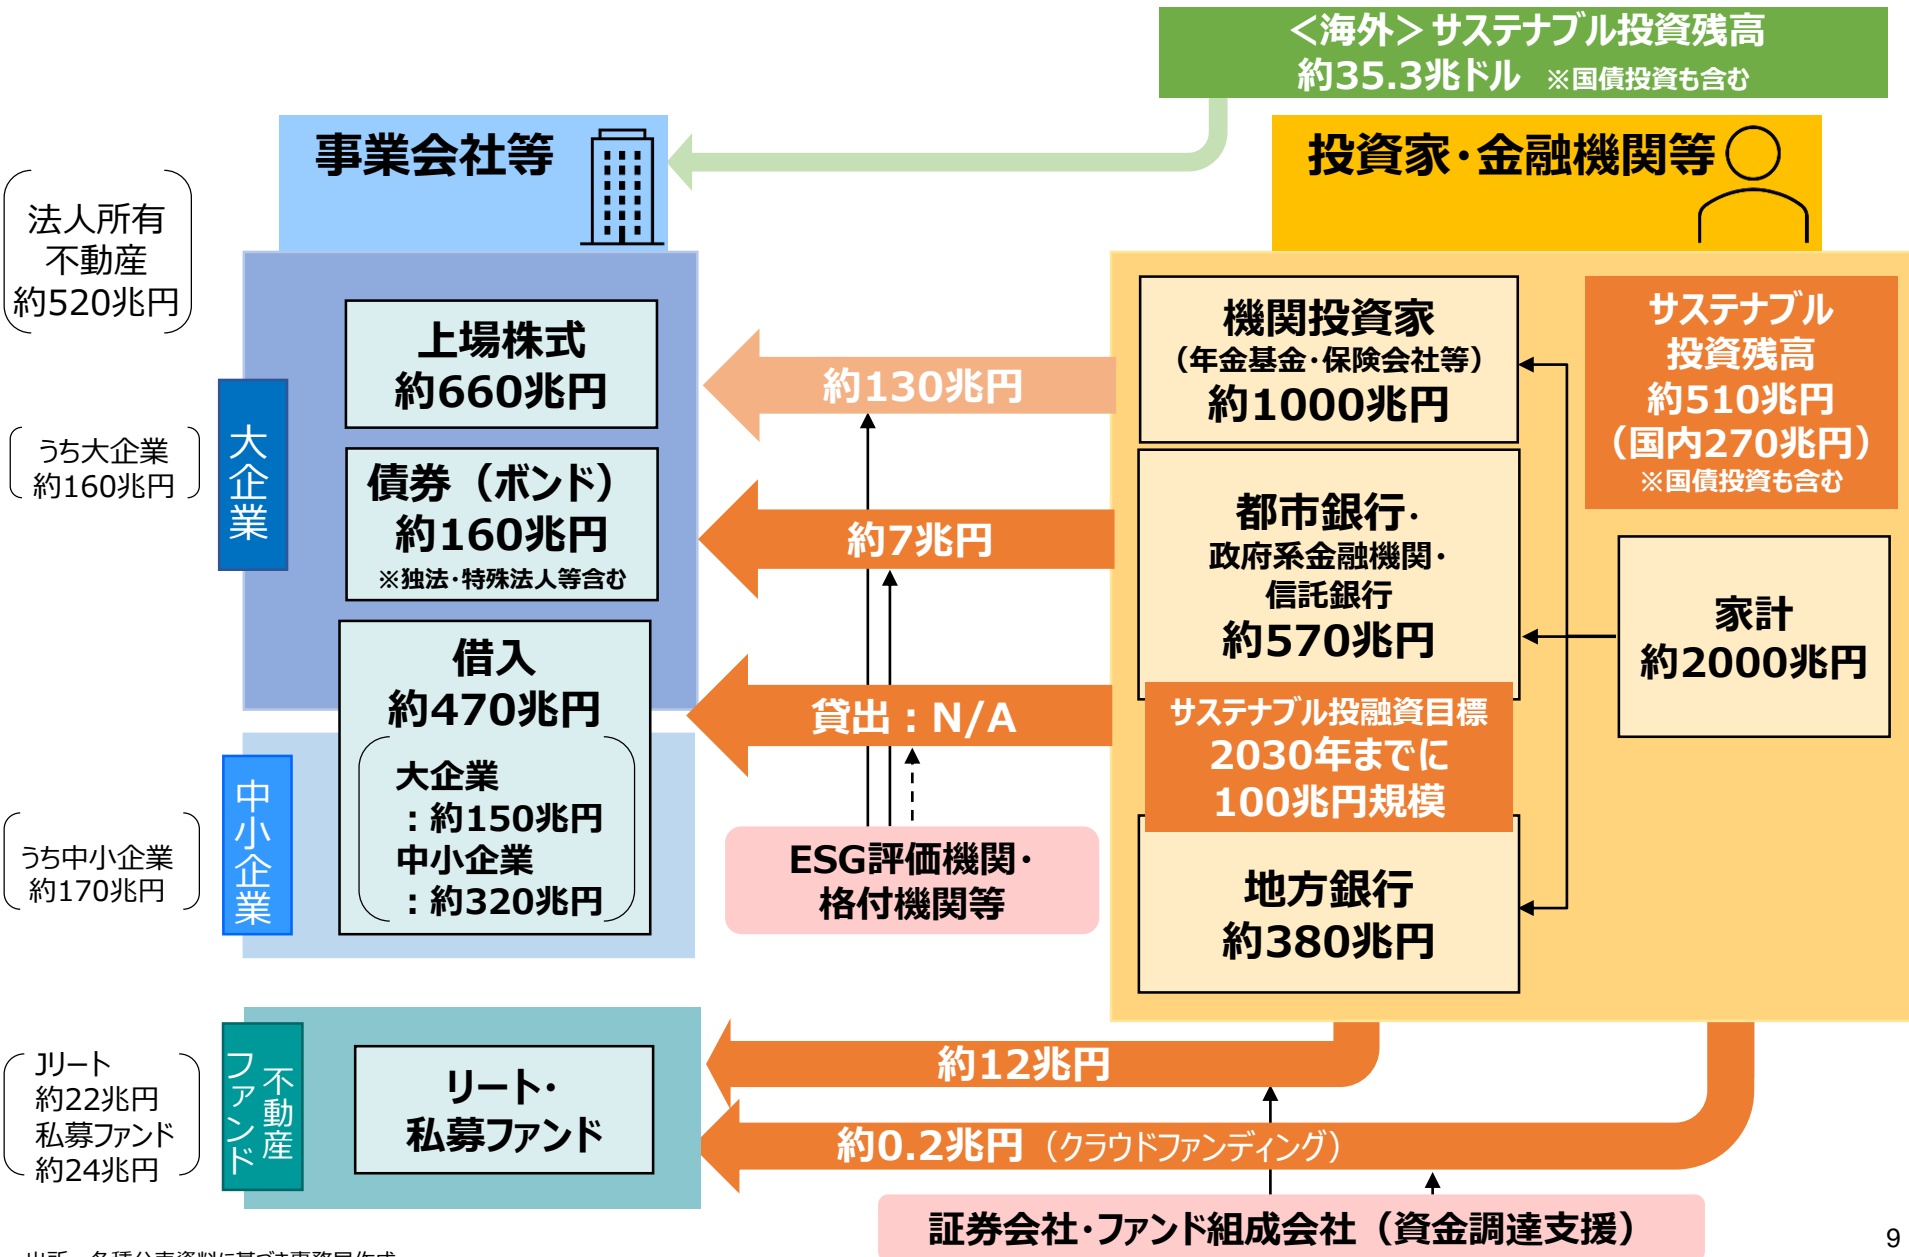 ＜海外＞サステナブル投資残高
約35.3兆ドル ※国債投資も含む
事業会社等
投資家・金融機関等
法人所有
不動産
約520兆円
上場株式
約660兆円
約130兆円
機関投資家
（年金基金・保険会社等）
約1000兆円
サステナブル
投資残高
約510兆円
（国内270兆円）
※国債投資も含む
うち大企業
約160兆円
大企業
債券（ボンド）
約160兆円
※独法・特殊法人等含む
約7兆円
都市銀行・
政府系金融機関・
信託銀行
約570兆円
家計
約2000兆円
借入
約470兆円
大企業
：約150兆円
中小企業
：約320兆円
貸出：N/A
サステナブル投融資目標
2030年までに
100兆円規模
うち中小企業
約170兆円
中小企業
ESG評価機関・
格付機関等
地方銀行
約380兆円
Jリート
約22兆円
私募ファンド
約24兆円
不動産
ファンド
リート・
私募ファンド
約12兆円
約0.2兆円（クラウドファンディング）
証券会社・ファンド組成会社（資金調達支援）
9